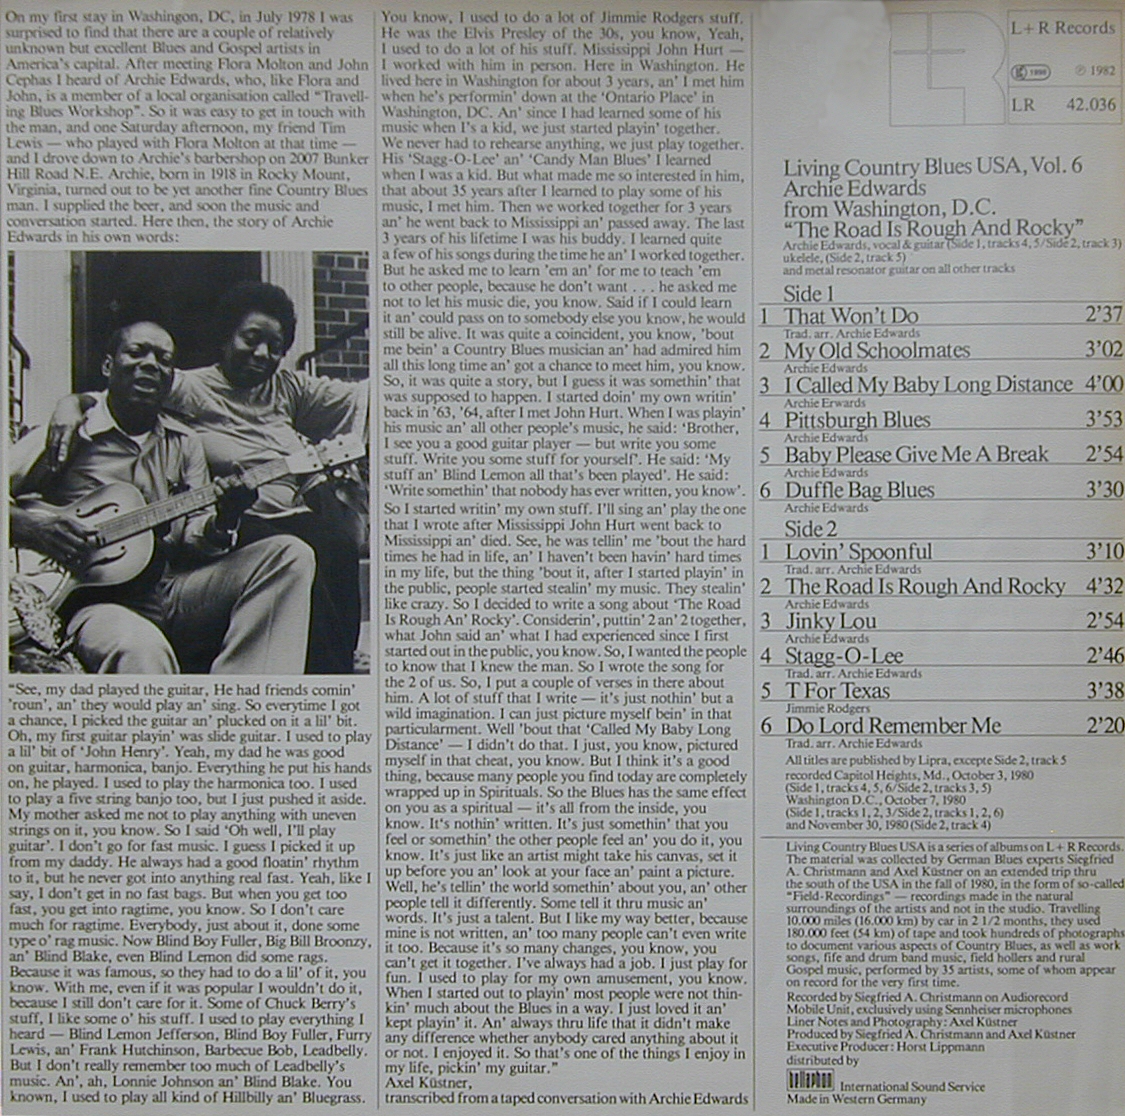 On my first stay in Washingon, DC, in July 1978 I was
surprised to find that there are a couple of relatively
unknown but excellent Blues and Gospel artists in
America's capital. After meeting Flora Molton and John
Cephas I heard of Archie Edwards, who, like Flora and
John, is a member of a local organisation called “Travell-
ing Blues Workshop”. So it was easy to get in touch with
the man, and one Saturday afternoon, my friend Tim
Lewis — who played with Flora Molton at that time —
and I drove down to Archie's barbershop on 2007 Bunker
Hill Road N.E. Archie, born in 1918 in Rocky Mount,
Virginia, turned out to be yet another fine Country Blues
man. I supplied the beer, and soon the music and
conversation started. Here then, the story of Archie
Edwards in his own words:
“See, my dad played the guitar, He had friends comin'
'roun', an' they would play an' sing. So everytime I got
a chance, I picked the guitar an' plucked on it a lil' bit.
Oh, my first guitar playin' was slide guitar. I used to play
a lil' bit of 'John Henry'. Yeah, my dad he was good
on guitar, harmonica, banjo. Everything he put his hands
on, he played. I used to play the harmonica too. I used
to play a five string banjo too, but I just pushed it aside.
My mother asked me not to play anything with uneven
strings on it, you know. So I said 'Oh well, I'll play
guitar'. I don't go for fast music. I guess I picked it up
from my daddy. He always had a good floatin' rhythm
to it, but he never got into anything real fast. Yeah, like I
say, I don't get in no fast bags. But when you get too
fast, you get into ragtime, you know. So I don't care
much for ragtime. Everybody, just about it, done some
type o' rag music. Now Blind Boy Fuller, Big Bill Broonzy,
an' Blind Blake, even Blind Lemon did some rags.
Because it was famous, so they had to do a lil' of it, you
know. With me, even if it was popular I wouldn't do it,
because I still don't care for it. Some of Chuck Berry's
stuff, I like some o' his stuff. I used to play everything I
heard — Blind Lemon Jefferson, Blind Boy Fuller, Furry
Lewis, an' Frank Hutchinson, Barbecue Bob, Leadbelly.
But I don't really remember too much of Leadbelly's
music. An', ah, Lonnie Johnson an' Blind Blake. You
known, I used to play all kind of Hillbilly an' Bluegrass.
You know, I used to do a lot of Jimmie Rodgers stuff.
He was the Elvis Presley of the 30s, you know, Yeah,
I used to do a lot of his stuff. Mississippi John Hurt —
I worked with him in person. Here in Washington. He
lived here in Washington for about 3 years, an' I met him
when he's performin' down at the 'Ontario Place' in
Washington, DC. An' since I had learned some of his
music when I's a kid, we just started playin' together.
We never had to rehearse anything, we just play together.
His 'Stagg-O-Lee' an' 'Candy Man Blues' I learned
when I was a kid. But what made me so interested in him,
that about 35 years after I learned to play some of his
music, I met him. Then we worked together for 3 years
an' he went back to Mississippi an' passed away. The last
3 years of his lifetime I was his buddy. I learned quite
a few of his songs during the time he an' I worked together.
But he asked me to learn 'em an' for me to teach 'em
to other people, because he don't want . . . he asked me
not to let his music die, you know. Said if I could learn
it an' could pass on to somebody else you know, he would
still be alive. It was quite a coincident, you know, 'bout
me bein' a Country Blues musician an' had admired him
all this long time an' got a chance to meet him, you know.
So, it was quite a story, but I guess it was somethin' that
was supposed to happen. I started doin' my own writin'
back in '63, '64, after I met John Hurt. When I was playin'
his music an' all other people's music, he said: 'Brother,
I see you a good guitar player — but write you some
stuff. Write you some stuff for yourself'. He said: 'My
stuff an' Blind Lemon all that's been played'. He said:
'Write somethin' that nobody has ever written, you know'.
So I started writin' my own stuff. I'll sing an' play the one
that I wrote after Mississippi John Hurt went back to
Mississippi an' died. See, he was tellin' me 'bout the hard
times he had in life, an' I haven't been havin' hard times
in my life, but the thing 'bout it, after I started playin' in
the public, people started stealin' my music. They stealin'
like crazy. So I decided to write a song about 'The Road
Is Rough An' Rocky'. Considerin', puttin' 2 an' 2 together,
what John said an' what I had experienced since I first
started out in the public, you know. So, I wanted the people
to know that I knew the man. So I wrote the song for
the 2 of us. So, I put a couple of verses in there about
him. A lot of stuff that I write — it's just nothin' but a
wild imagination. I can just picture myself bein' in that
particularment. Well 'bout that 'Called My Baby Long
Distance' — I didn't do that. I just, you know, pictured
myself in that cheat, you know. But I think it's a good
thing, because many people you find today are completely
wrapped up in Spirituals. So the Blues has the same effect
on you as a spiritual — it's all from the inside, you
know. It's nothin' written. It's just somethin' that you
feel or somethin' the other people feel an' you do it, you
know. It's just like an artist might take his canvas, set it
up before you an' look at your face an' paint a picture.
Well, he's tellin' the world somethin' about you, an' other
people tell it differently. Some tell it thru music an'
words. It's just a talent. But I like my way better, because
mine is not written, an' too many people can't even write
it too. Because it's so many changes, you know, you
can't get it together. I've always had a job. I just play for
fun. I used to play for my own amusement, you know.
When I started out to playin' most people were not thin-
kin' much about the Blues in a way. I just loved it an'
kept playin' it. An' always thru life that it didn't make
any difference whether anybody cared anything about it
or not. I enjoyed it. So that's one of the things I enjoy in
my life, pickin' my guitar."
Axel Küstner,
transcribed from a taped conversation with Archie Edwards
L+R Records
℗ 1982
LR 42.036
Living Country Blues USA, Vol. 6
Archie Edwards
from Washington, D.C.
“The Road Is Rough And Rocky”
Archie Edwards, vocal & guitar (Side 1, tracks 4, 5/Side 2, track 3)
ukelele, (Side 2, track 5)
and metal resonator guitar on all other tracks
Side 1
1 That Won't Do 2'37
Trad. arr. Archie Edwards
2 My Old Schoolmates 3'02
Archie Edwards
3 I Called My Baby Long Distance 4'00
Archie Erwards
4 Pittsburgh Blues 3'53
Archie Edwards
5 Baby Please Give Me A Break 2'54
Archie Edwards
6 Duffle Bag Blues 3'30
Archie Edwards
Side 2
1 Lovin' Spoonful 3'10
Trad. arr. Archie Edwards
2 The Road Is Rough And Rocky 4'32
Archie Edwards
3 Jinky Lou 2'54
Archie Edwards
4 Stagg-O-Lee 2'46
Trad. arr. Archie Edwards
5 T For Texas 3'38
Jimmie Rodgers
6 Do Lord Remember Me 2'20
Trad. arr. Archie Edwards
All titles are published by Lipra, excepte Side 2, track 5
recorded Capitol Heights, Md., October 3, 1980
(Side 1, tracks 4, 5, 6/Side 2, tracks 3, 5)
Washington D.C., October 7, 1980
(Side 1, tracks 1, 2, 3/Side 2, tracks 1, 2, 6)
and November 30, 1980 (Side 2, track 4)
Living Country Blues USA is a series of albums on L+R Records.
The material was collected by German Blues experts Siegfried
A. Christmann and Axel Küstner on an extended trip thru
the south of the USA in the fall of 1980, in the form of so-called
“Field-Recordings” — recordings made in the natural
surroundings of the artists and not in the studio. Travelling
10.000 miles (16.000 km) by car in 2 1/2 months, they used
180.000 feet (54 km) of tape and took hundreds of photographs
to document various aspects of Country Blues, as well as work
songs, fife and drum band music, field hollers and rural
Gospel music, performed by 35 artists, some of whom appear
on record for the very first time.
Recorded by Siegfried A. Christmann on Audiorecord
Mobile Unit, exclusively using Sennheiser microphones
Liner Notes and Photography: Axel Küstner
Produced by Siegfried A. Christmann and Axel Küstner
Executive Producer: Horst Lippmann
distributed by
bellaphon International Sound Service
Made in Western Germany